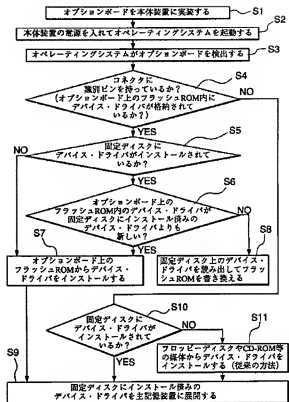 オプションボードを本体装置に実装する
S1
本体装置の電源を入れてオペレーティングシステムを起動する
S2
オペレーティングシステムがオプションボードを検出する
S3
S4
コネクタに
識別ピンを持っているか?
(オプションボード上のフラッシュROM内に
デバイス・ドライバが格納されて
いるか?)
NO
YES
S5
固定ディスクに
デバイス・ドライバがインストールされて
いるか?
NO
YES
S6
オプションボード上の
フラッシュROM内のデバイス・ドライバが
固定ディスクにインストール済みの
デバイス・ドライバよりも
新しい?
NO
S7
YES
S8
オプションボード上の
フラッシュROMからデバイス・
ドライバをインストールする
固定ディスク上のデバイス・
ドライバを読み出してフラッ
シュROMを書き換える
S10
固定ディスクに
デバイス・ドライバが
インストールされて
いるか?
NO
S11
フロッピーディスクやCD-ROM等
の媒体からデバイス・ドライバを
インストールする(従来の方法)
S9
YES
固定ディスクにインストール済みの
デバイス・ドライバを主記憶装置に展開する